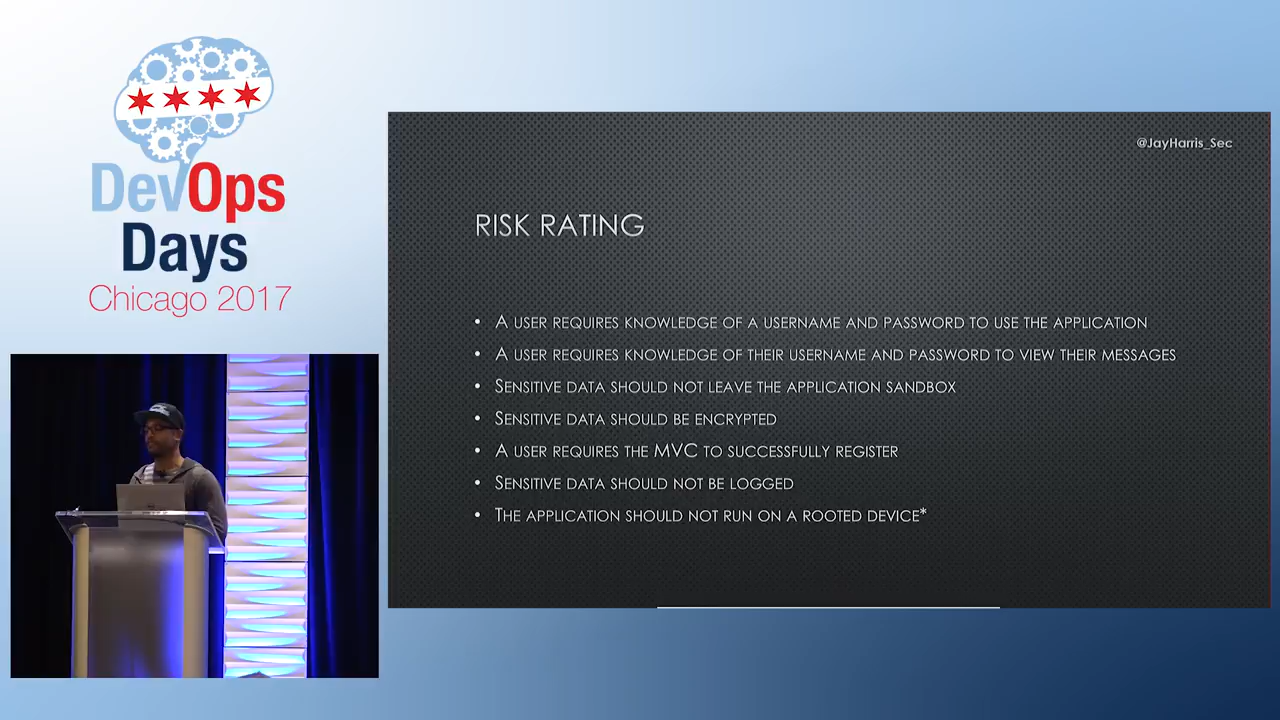 DevOps
Days
Chicago 2017
@JayHarris_Sec
RISK RATING
• A USER REQUIRES KNOWLEDGE OF A USERNAME AND PASSWORD TO USE THE APPLICATION
• A USER REQUIRES KNOWLEDGE OF THEIR USERNAME AND PASSWORD TO VIEW THEIR MESSAGES
• SENSITIVE DATA SHOULD NOT LEAVE THE APPLICATION SANDBOX
• SENSITIVE DATA SHOULD BE ENCRYPTED
• A USER REQUIRES THE MVC TO SUCCESSFULLY REGISTER
• SENSITIVE DATA SHOULD NOT BE LOGGED
• THE APPLICATION SHOULD NOT RUN ON A ROOTED DEVICE*